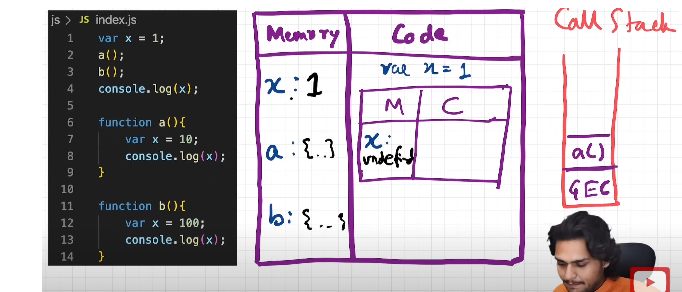 js > JS index.js
1 var x = 1;
2 a();
3 b();
4 console.log(x);
5
6 function a(){
7 var x = 10;
8 console.log(x);
9 }
10
11 function b(){
12 var x = 100;
13 console.log(x);
14 }
Memory
Code
x : 1
a : {..}
b : {...}
var x = 1
M
C
x :
undefind
Call Stack
a()
GEC